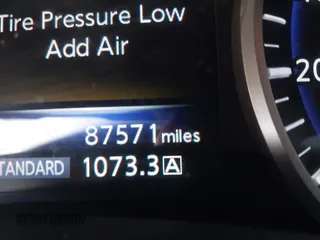 Tire Pressure Low
Add Air
87571 miles
STANDARD 1073.3 A
20